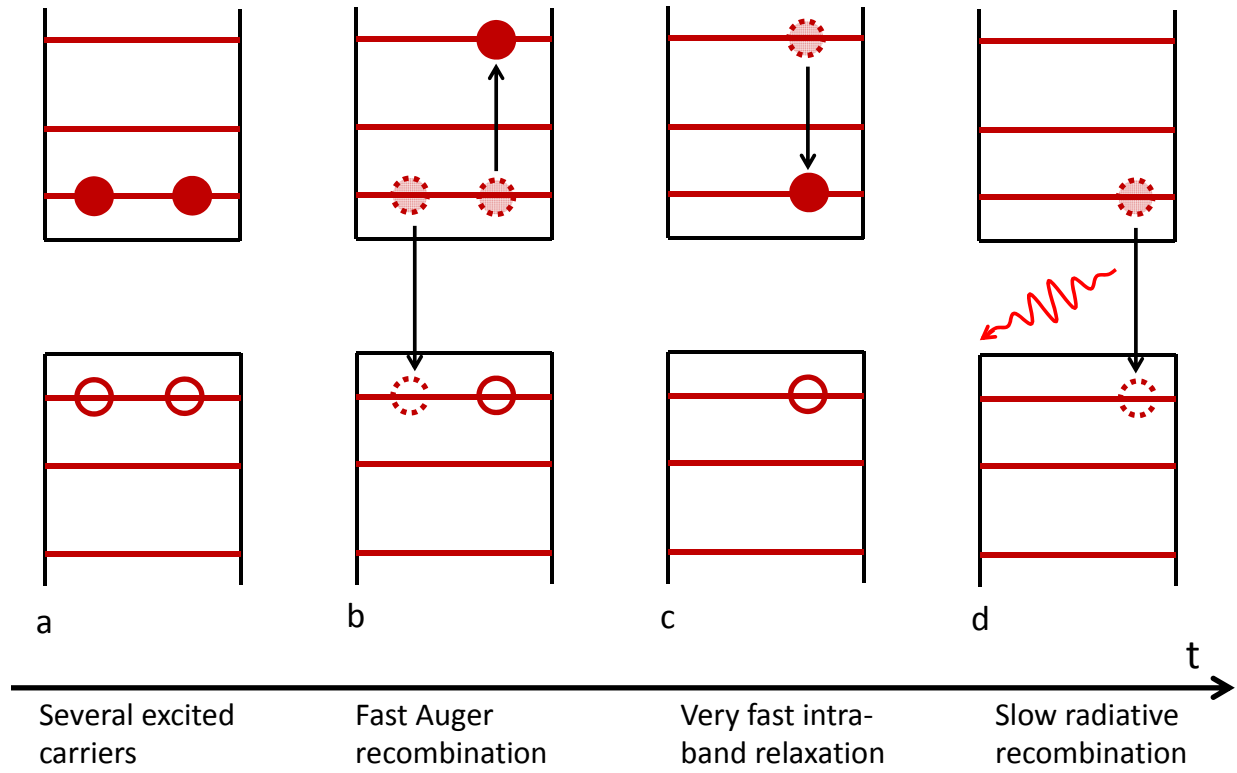 a
b
c
d
t
Several excited
carriers
Fast Auger
recombination
Very fast intra-
band relaxation
Slow radiative
recombination